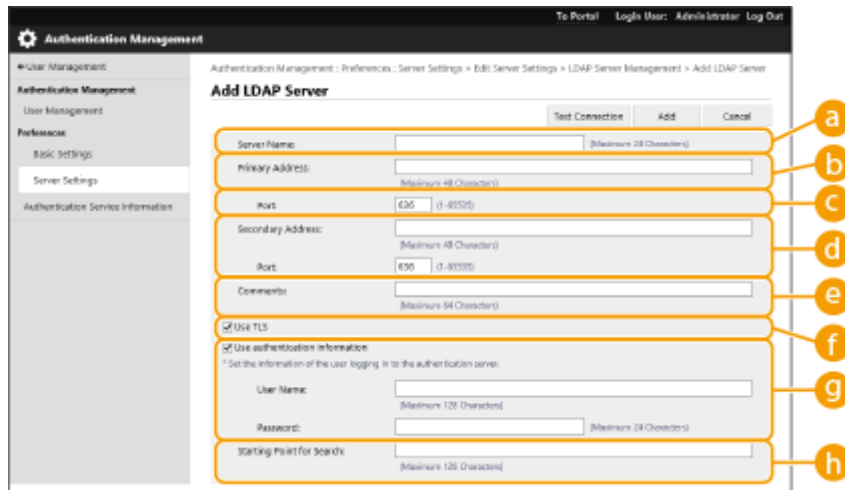 To Portal Login User: Administrator Log Out
Authentication Management
User Management
Authentication Management : Preferences : Server Settings > Edit Server Settings > LDAP Server Management > Add LDAP Server
Authentication Management
User Management
Preferences
Basic Settings
Server Settings
Authentication Service Information
Add LDAP Server
Test Connection Add Cancel
Server Name: (Maximum 24 Characters) a
Primary Address: b
(Maximum 48 Characters)
Port: 636 (1-65535) c
Secondary Address: d
(Maximum 48 Characters)
Port: 636 (1-65535)
Comments: e
(Maximum 64 Characters)
Use TLS f
Use authentication information g
* Set the information of the user logging in to the authentication server.
User Name:
(Maximum 128 Characters)
Password: (Maximum 24 Characters)
Starting Point for Search: h
(Maximum 128 Characters)